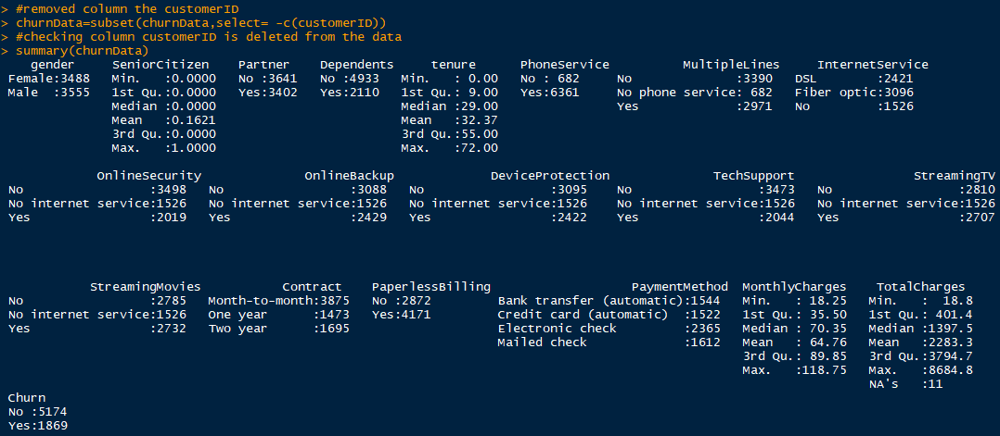 > #removed column the customerID
> churnData=subset(churnData,select= -c(customerID))
> #checking column customerID is deleted from the data
> summary(churnData)
gender SeniorCitizen Partner Dependents tenure PhoneService MultipleLines InternetService
Female:3488 Min. :0.0000 No :3641 No :4933 Min. : 0.00 No : 682 No :3390 DSL :2421
Male :3555 1st Qu.:0.0000 Yes:3402 Yes:2110 1st Qu.: 9.00 Yes:6361 No phone service: 682 Fiber optic:3096
Median :0.0000 Median :29.00 Yes :2971 No :1526
Mean :0.1621 Mean :32.37
3rd Qu.:0.0000 3rd Qu.:55.00
Max. :1.0000 Max. :72.00
OnlineSecurity OnlineBackup DeviceProtection TechSupport StreamingTV
No :3498 No :3088 No :3095 No :3473 No :2810
No internet service:1526 No internet service:1526 No internet service:1526 No internet service:1526 No internet service:1526
Yes :2019 Yes :2429 Yes :2422 Yes :2044 Yes :2707
StreamingMovies Contract PaperlessBilling PaymentMethod MonthlyCharges TotalCharges
No :2785 Month-to-month:3875 No :2872 Bank transfer (automatic):1544 Min. : 18.25 Min. : 18.8
No internet service:1526 One year :1473 Yes:4171 Credit card (automatic) :1522 1st Qu.: 35.50 1st Qu.: 401.4
Yes :2732 Two year :1695 Electronic check :2365 Median : 70.35 Median :1397.5
Mailed check :1612 Mean : 64.76 Mean :2283.3
3rd Qu.: 89.85 3rd Qu.:3794.7
Max. :118.75 Max. :8684.8
NA's :11
Churn
No :5174
Yes:1869